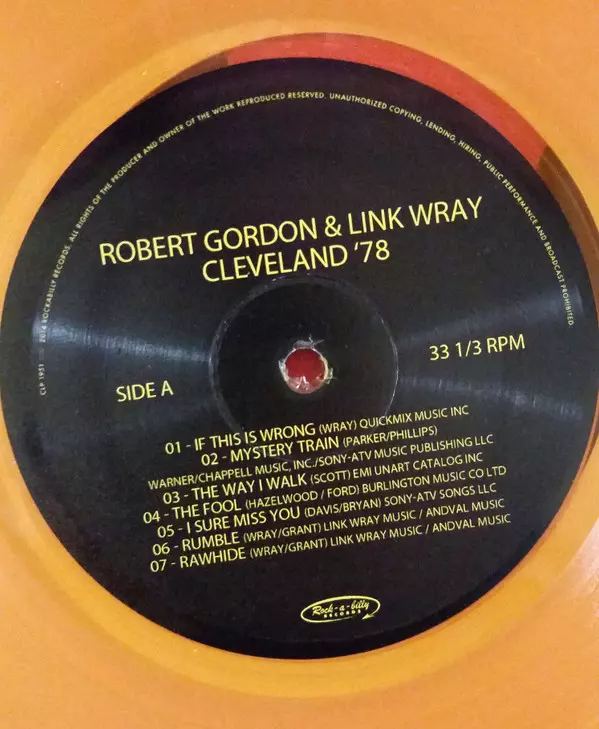 CLP 1951 2014 ROCKABILLY RECORDS. ALL RIGHTS OF THE PRODUCER AND OWNER OF THE WORK REPRODUCED RESERVED. UNAUTHORIZED COPYING, LENDING, HIRING, PUBLIC PERFORMANCE AND BROADCAST PROHIBITED.
ROBERT GORDON & LINK WRAY
CLEVELAND '78
33 1/3 RPM
SIDE A
01 - IF THIS IS WRONG (WRAY) QUICKMIX MUSIC INC
02 - MYSTERY TRAIN (PARKER/PHILLIPS)
WARNER/CHAPPELL MUSIC, INC./SONY-ATV MUSIC PUBLISHING LLC
03 - THE WAY I WALK (SCOTT) EMI UNART CATALOG INC
04 - THE FOOL (HAZELWOOD / FORD) BURLINGTON MUSIC CO LTD
05 - I SURE MISS YOU (DAVIS/BRYAN) SONY-ATV SONGS LLC
06 - RUMBLE (WRAY/GRANT) LINK WRAY MUSIC / ANDVAL MUSIC
07 - RAWHIDE (WRAY/GRANT) LINK WRAY MUSIC / ANDVAL MUSIC
Rock-a-billy
RECORDS